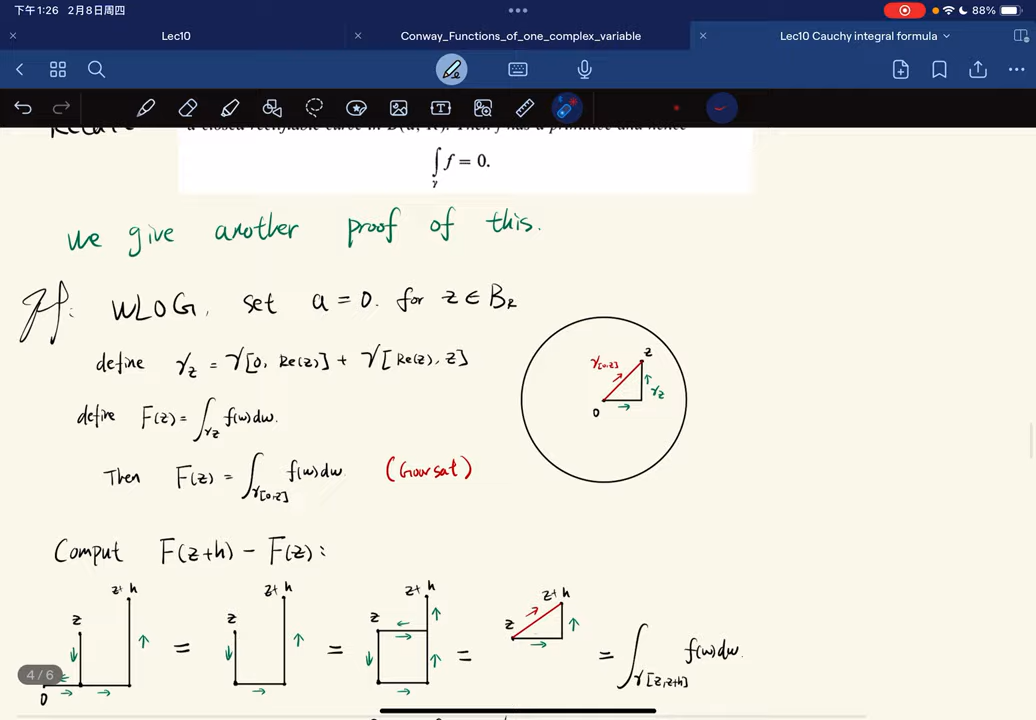 下午1:26 2月8日周四
88%
Lec10
Conway_Functions_of_one_complex_variable
Lec10 Cauchy integral formula
∫γ f = 0.
We give another proof of this.
Pf: WLOG, set a = 0. for z ∈ B_R
define γ_z = γ[0, Re(z)] + γ[Re(z), z]
define F(z) = ∫_{γ_z} f(w)dw.
Then F(z) = ∫_{γ[0,z]} f(w)dw (Goursat)
γ[0,z]
z
γ_z
0
Comput F(z+h) - F(z):
z+h z+h z+h z+h
z z z z
= = = = ∫_{γ[z,z+h]} f(w)dw.
0
4 / 6